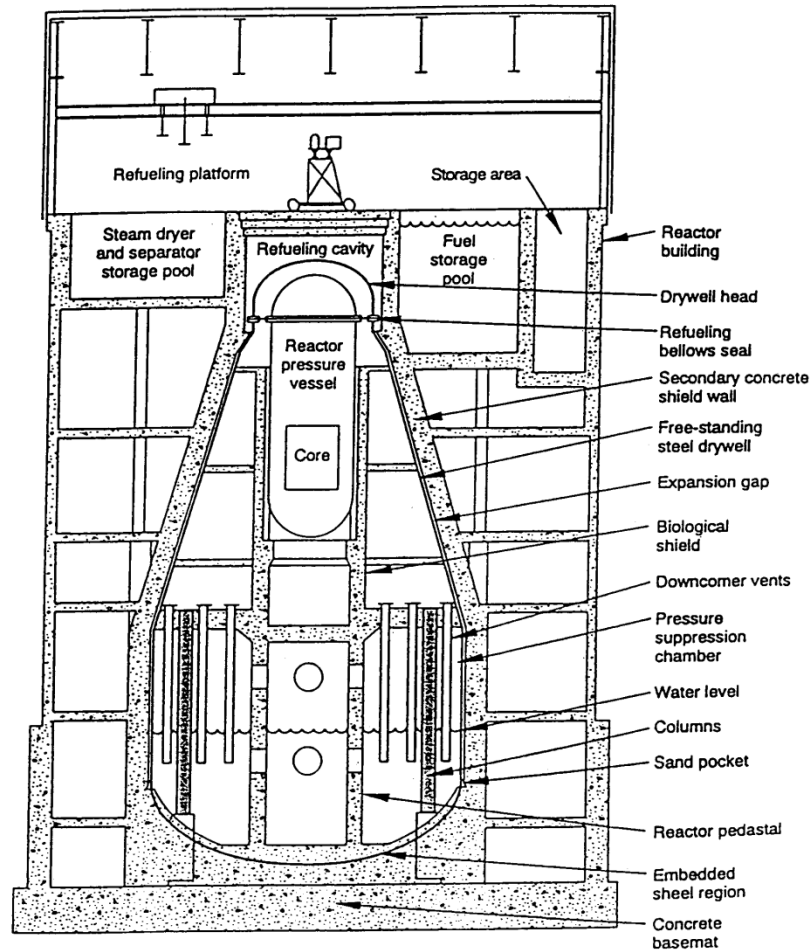 Refueling platform
Storage area
Steam dryer
and separator
storage pool
Refueling cavity
Fuel
storage
pool
Reactor
building
Drywell head
Refueling
bellows seal
Reactor
pressure
vessel
Secondary concrete
shield wall
Free-standing
steel drywell
Core
Expansion gap
Biological
shield
Downcomer vents
Pressure
suppression
chamber
Water level
Columns
Sand pocket
Reactor pedastal
Embedded
sheel region
Concrete
basemat